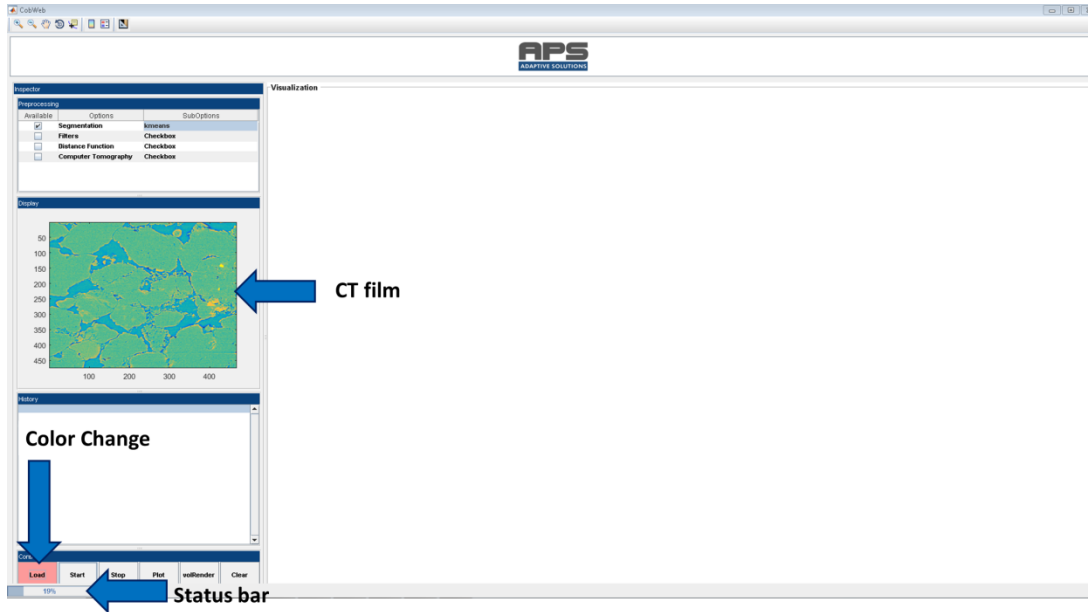 CobWeb
APS
ADAPTIVE SOLUTIONS
Inspector
Visualization
Preprocessing
Available Options SubOptions
Segmentation kmeans
Filters Checkbox
Distance Function Checkbox
Computer Tomography Checkbox
Display
50
100
150
200
250
300
350
400
450
100 200 300 400
CT film
History
Color Change
Load Start Stop Plot volRender Clear
19%
Status bar